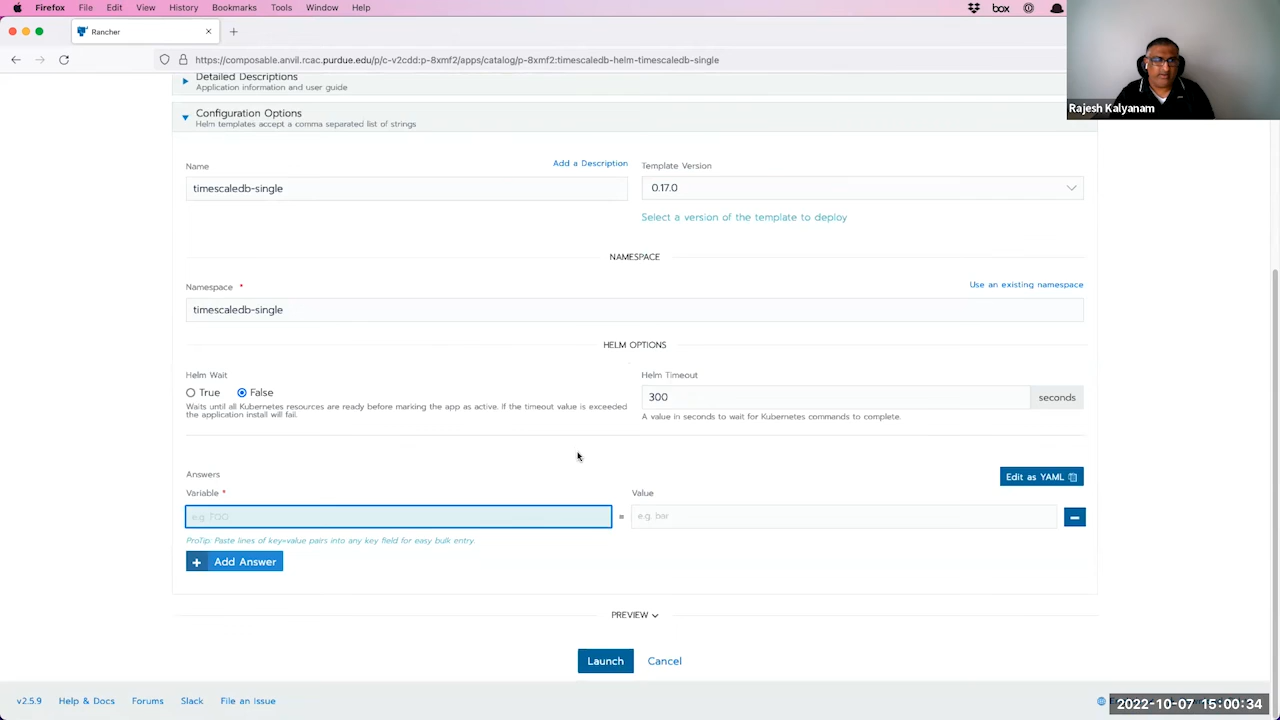 Firefox File Edit View History Bookmarks Tools Window Help
box
Rancher
https://composable.anvil.rcac.purdue.edu/p/c-v2cdd:p-8xmf2/apps/catalog/p-8xmf2:timescaledb-helm-timescaledb-single
Rajesh Kalyanam
Detailed Descriptions
Application information and user guide
Configuration Options
Helm templates accept a comma separated list of strings
Name
Add a Description
Template Version
timescaledb-single
0.17.0
Select a version of the template to deploy
NAMESPACE
Namespace *
Use an existing namespace
timescaledb-single
HELM OPTIONS
Helm Wait
Helm Timeout
True
False
300
seconds
Waits until all Kubernetes resources are ready before marking the app as active. If the timeout value is exceeded
the application install will fail.
A value in seconds to wait for Kubernetes commands to complete.
Answers
Edit as YAML
Variable *
Value
e.g. FOO
=
e.g. bar
ProTip: Paste lines of key=value pairs into any key field for easy bulk entry.
+ Add Answer
PREVIEW
Launch
Cancel
v2.5.9
Help & Docs
Forums
Slack
File an issue
2022-10-07 15:00:34